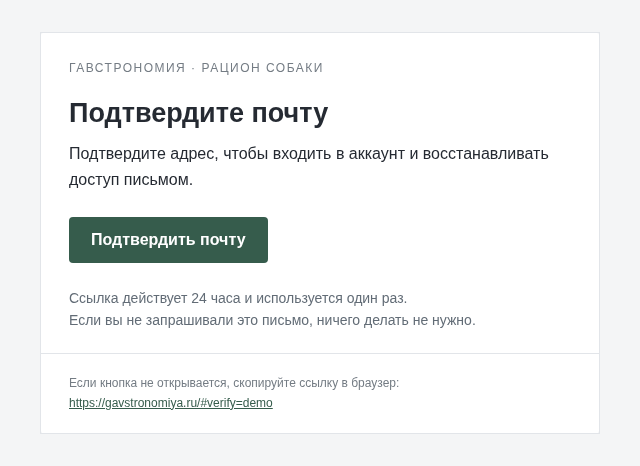 ГАВСТРОНОМИЯ · РАЦИОН СОБАКИ
Подтвердите почту
Подтвердите адрес, чтобы входить в аккаунт и восстанавливать
доступ письмом.
Подтвердить почту
Ссылка действует 24 часа и используется один раз.
Если вы не запрашивали это письмо, ничего делать не нужно.
Если кнопка не открывается, скопируйте ссылку в браузер:
https://gavstronomiya.ru/#verify=demo